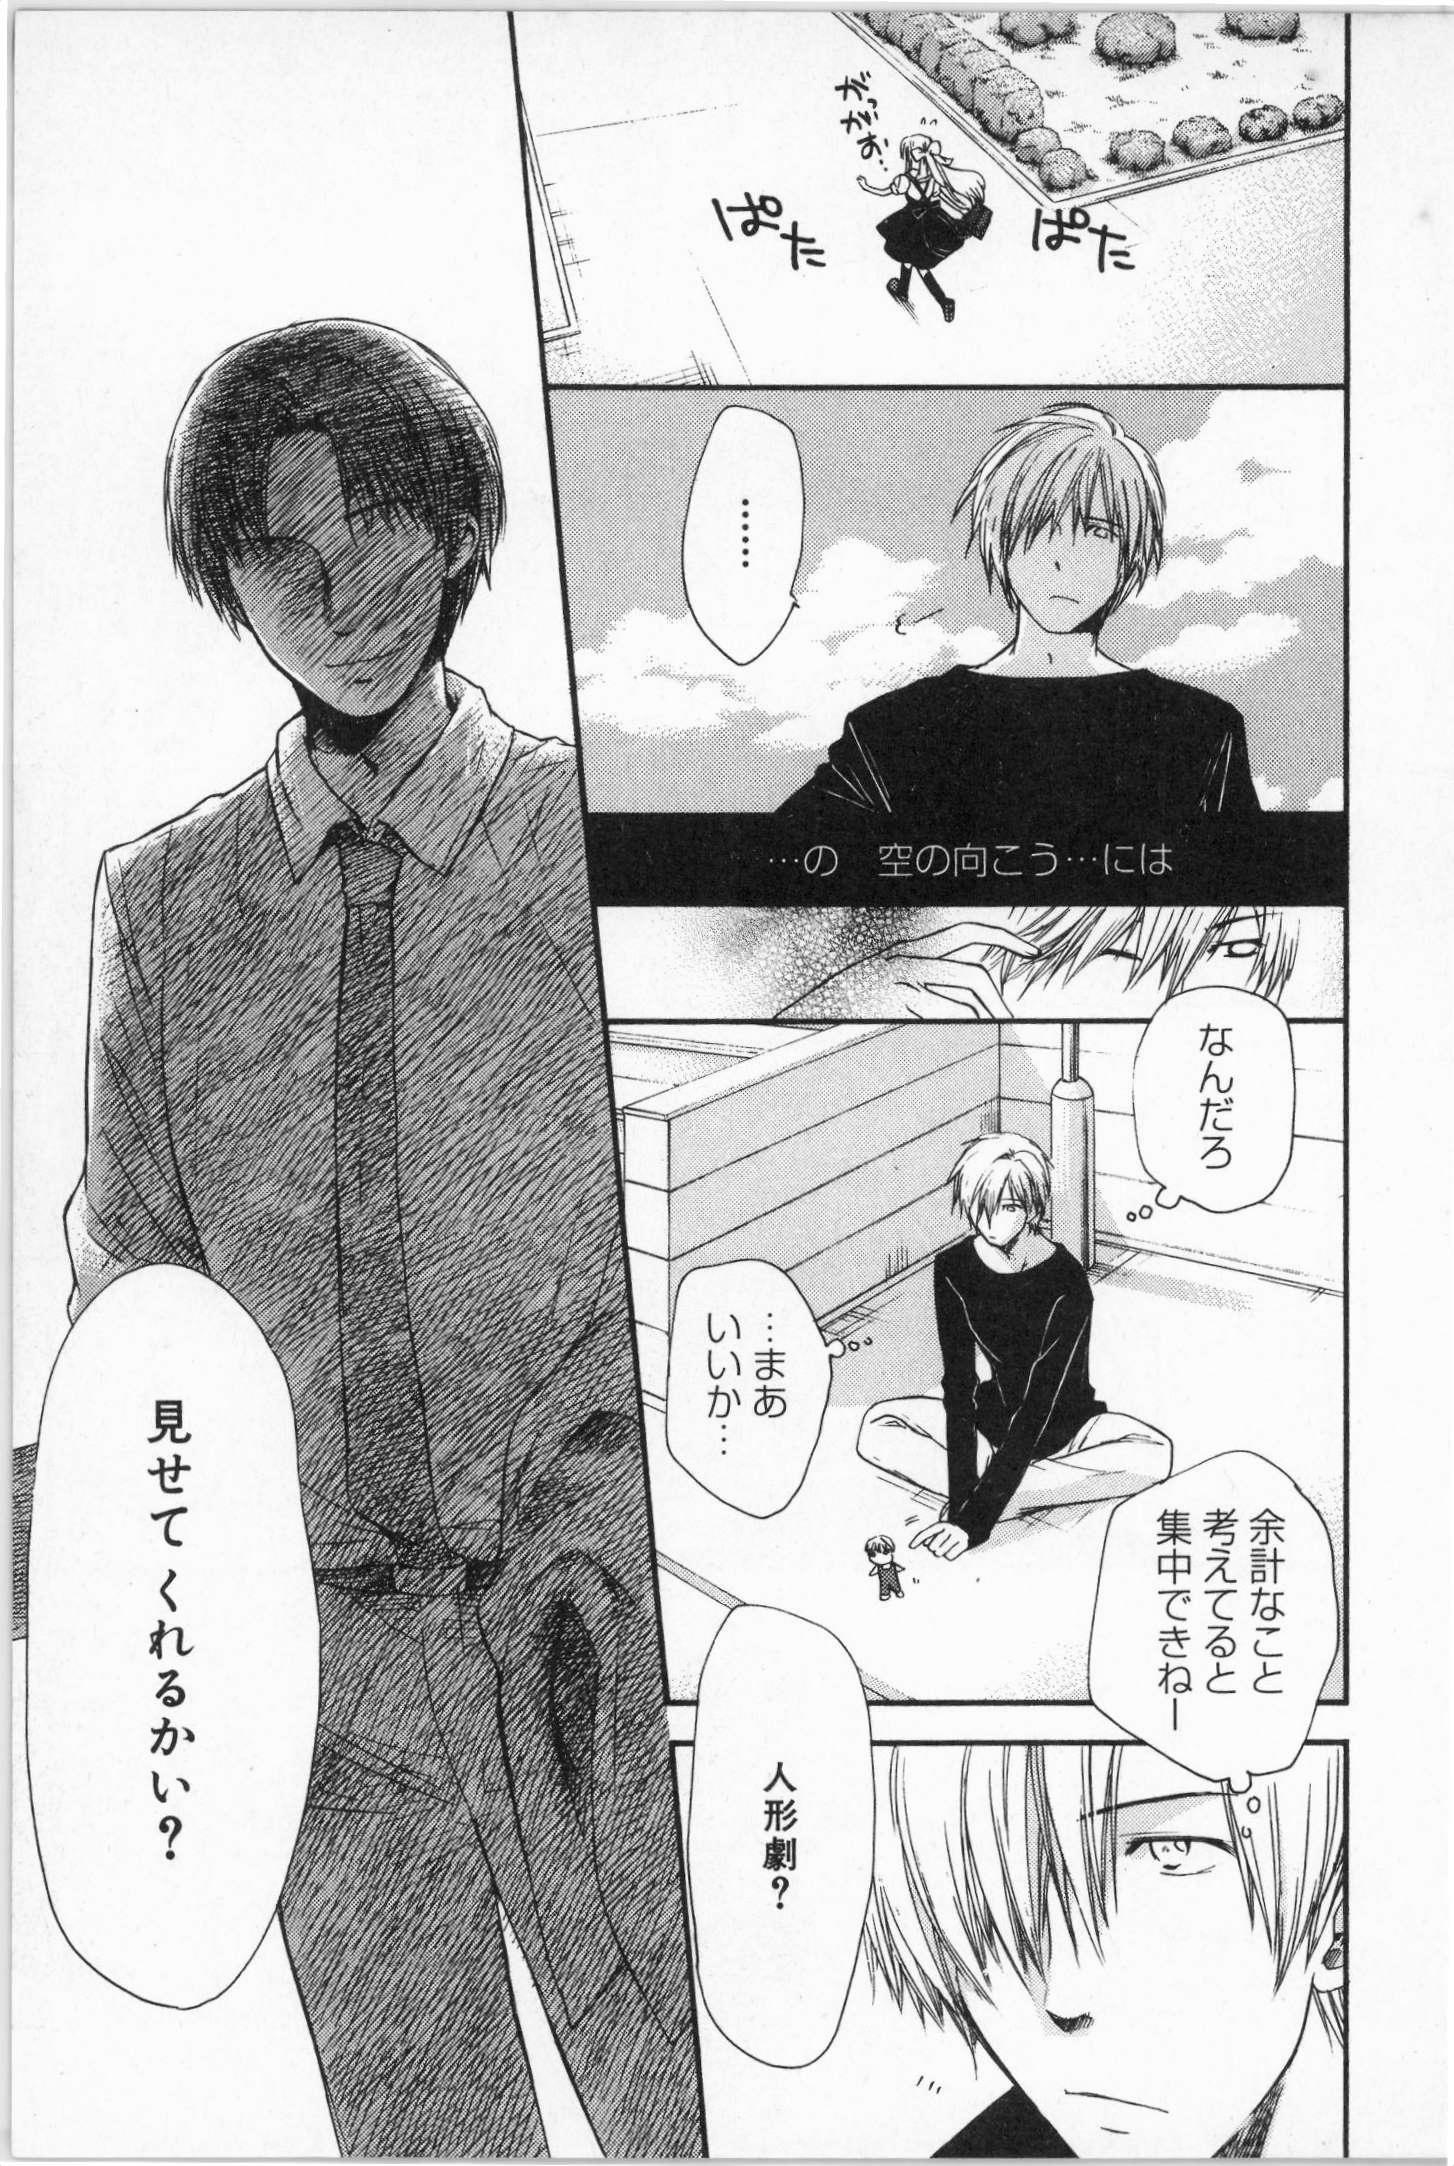 がっ
がお…
ぱた
ぱた
………
…の　空の向こう…には
なんだろ
…まあ
いいか…
余計なこと
考えてると
集中できねー
人形劇？
見せてくれるかい？